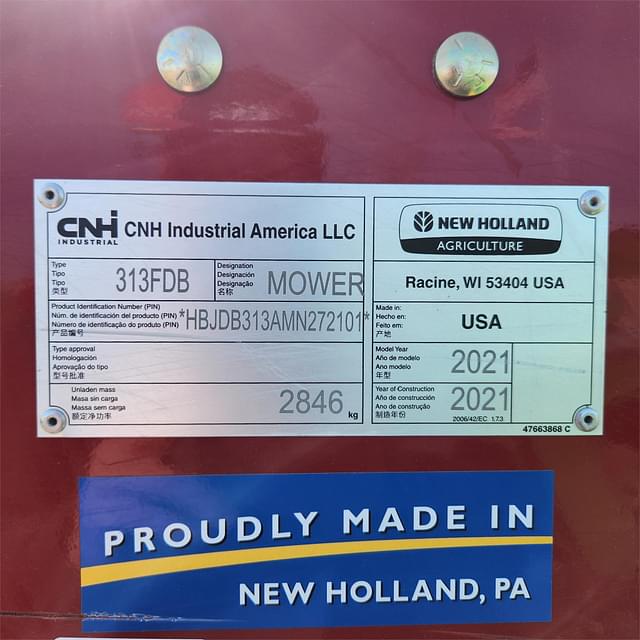 CNH
INDUSTRIAL
CNH Industrial America LLC
Type
Tipo
Tipo
类型
313FDB
Designation
Designación
Designação
名称
MOWER
Product Identification Number (PIN)
Núm. de identificación del producto (PIN)
Número de identificação do produto (PIN)
产品编号
*HBJDB313AMN272101*
Type approval
Homologación
Aprovação do tipo
型号批准
Unladen mass
Masa sin carga
Massa sem carga
额定净功率
2846
kg
NEW HOLLAND
AGRICULTURE
Racine, WI 53404 USA
Made in:
Hecho en:
Feito em:
产地
USA
Model Year
Año de modelo
Ano modelo
年型
2021
Year of Construction
Año de construcción
Ano de construção
制造年份
2021
2006/42/EC 1.7.3
47663868 C
PROUDLY MADE IN
NEW HOLLAND, PA